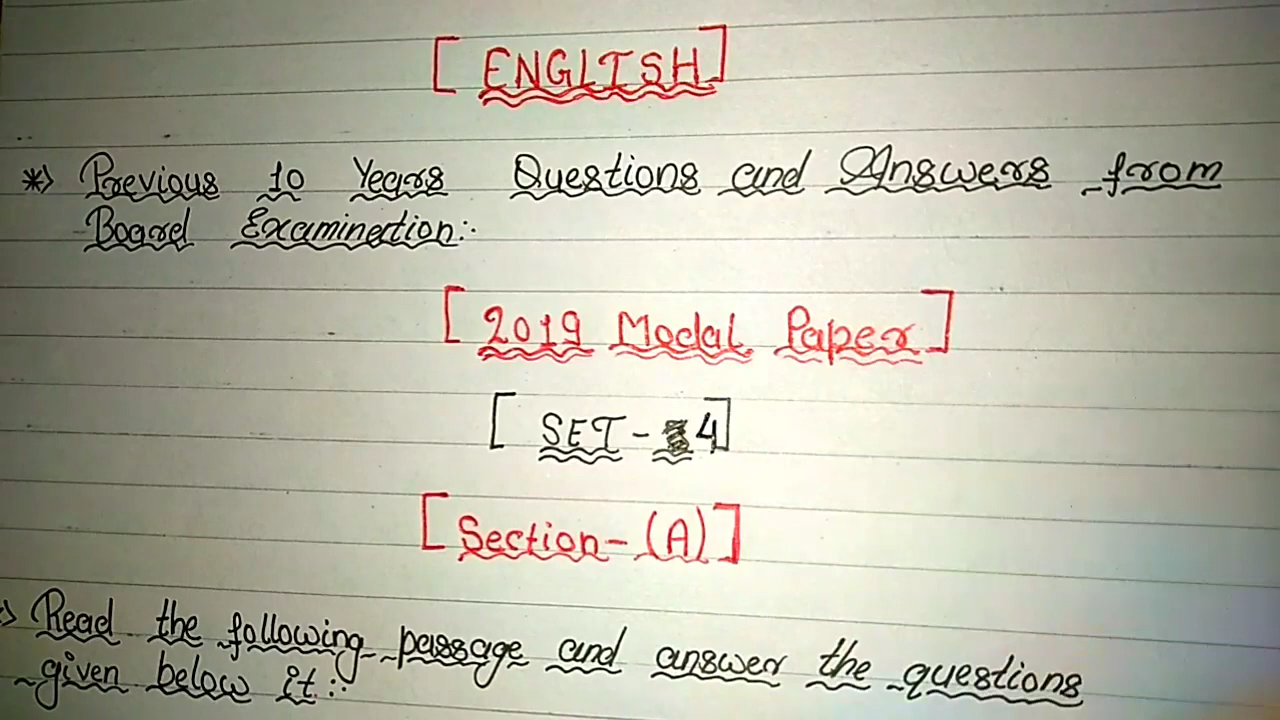 [ ENGLISH ]
*) Previous 10 Years Questions and Answers from
Board Examination:-
[ 2019 Modal Paper ]
[ SET - 4 ]
[ Section - (A) ]
> Read the following passage and answer the questions
given below it:-